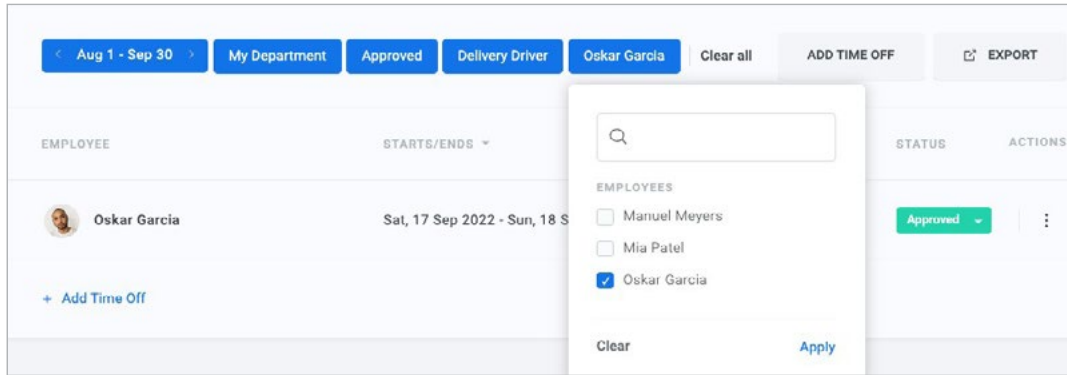 Aug 1 - Sep 30 My Department Approved Delivery Driver Oskar Garcia Clear all ADD TIME OFF EXPORT
EMPLOYEE STARTS/ENDS STATUS ACTIONS
Oskar Garcia Sat, 17 Sep 2022 - Sun, 18 S Approved
+ Add Time Off
EMPLOYEES
Manuel Meyers
Mia Patel
Oskar Garcia
Clear Apply